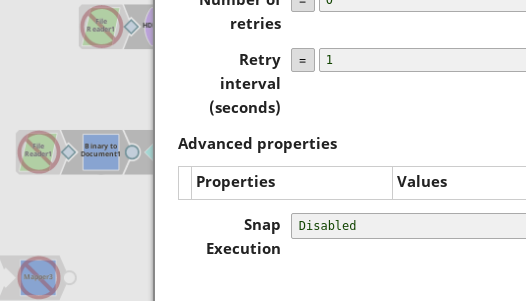 Number of = 0
retries
Retry = 1
interval
(seconds)
Advanced properties
Properties Values
Snap Disabled
Execution
File
Reader1
HD
File
Reader1
Binary to
Document1
Mapper3